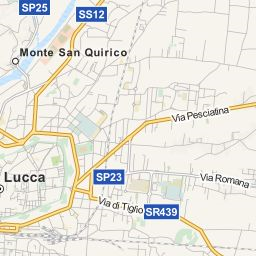 SP25
SS12
Monte San Quirico
Via Pesciatina
Lucca
SP23
Via Romana
Via di Tiglio
SR439